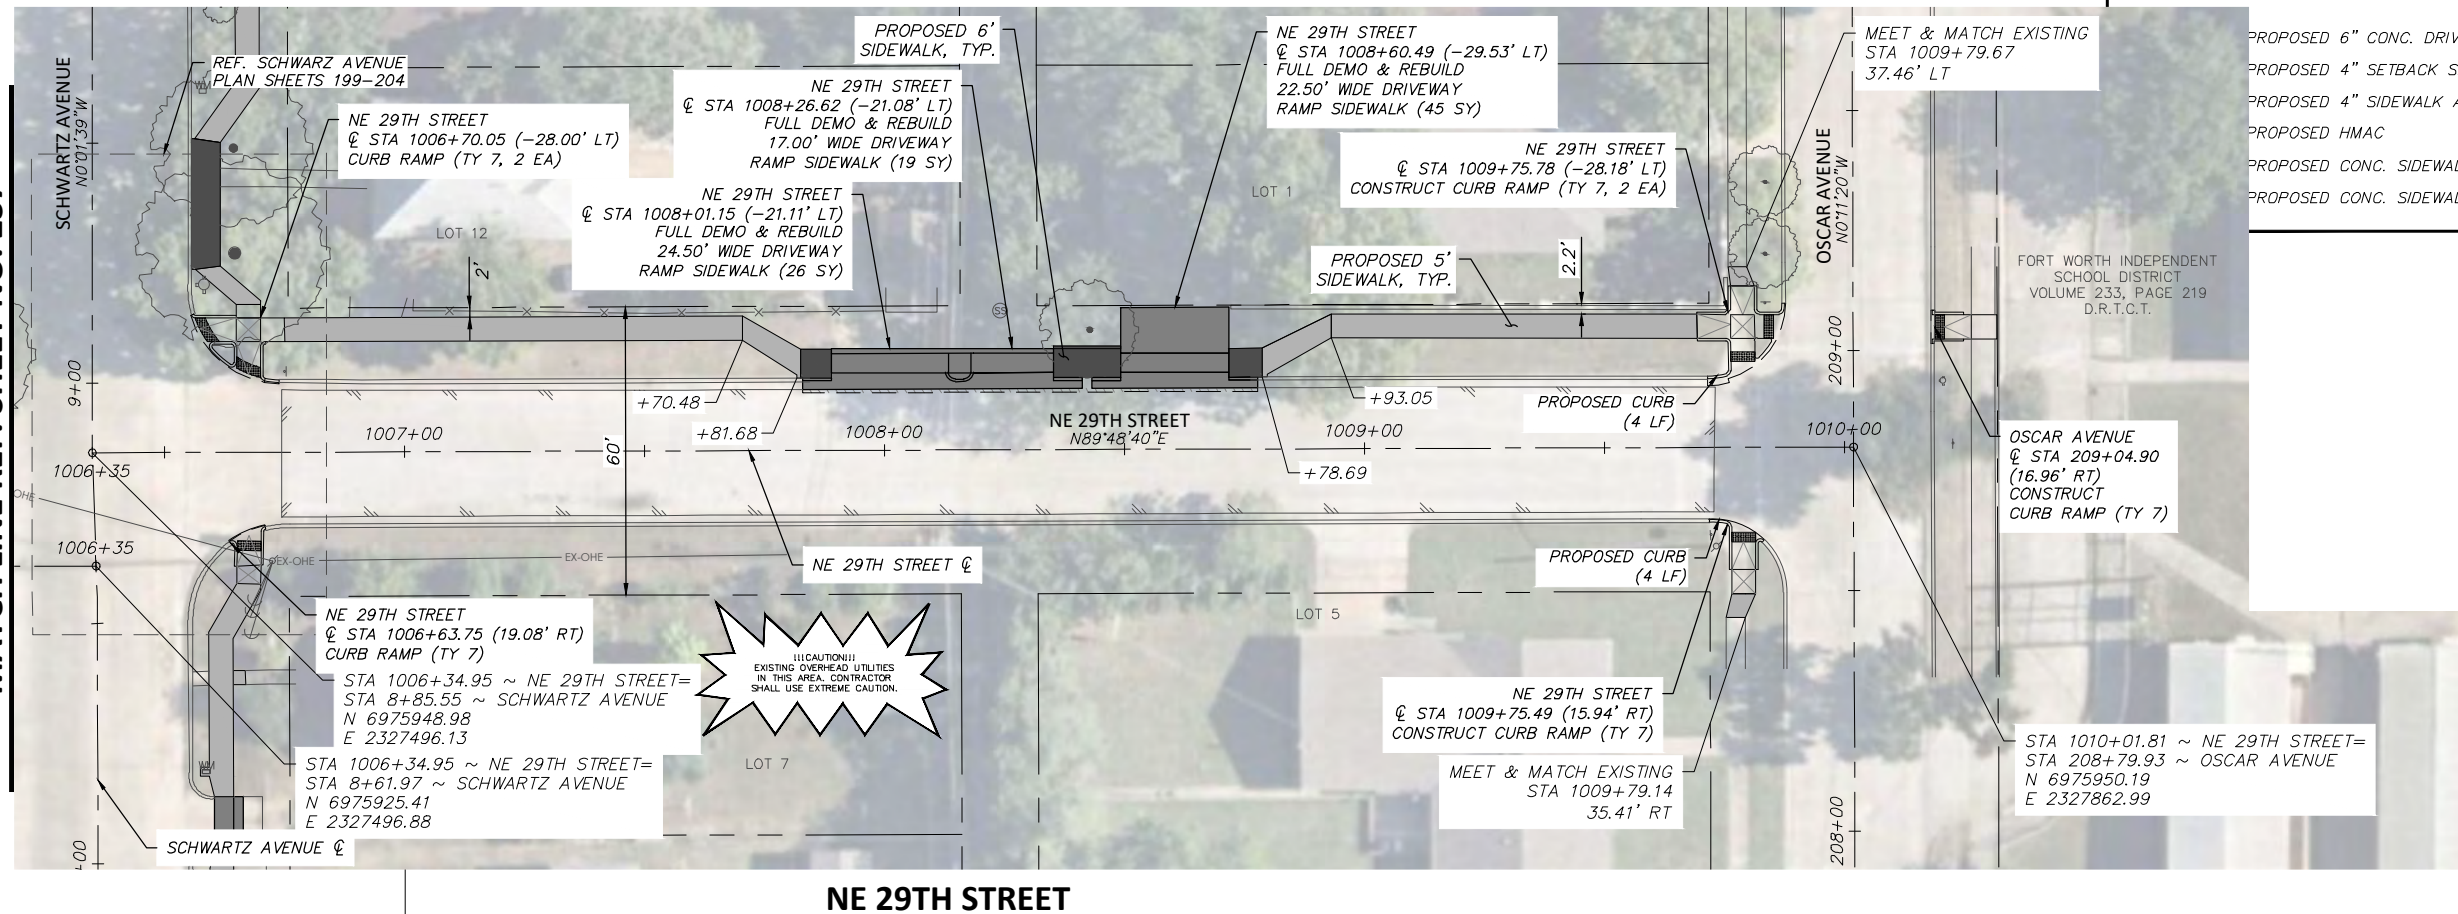 SCHWARTZ AVENUE
N0°01'39"W
REF. SCHWARZ AVENUE
PLAN SHEETS 199-204
NE 29TH STREET
℄ STA 1006+70.05 (-28.00' LT)
CURB RAMP (TY 7, 2 EA)
PROPOSED 6'
SIDEWALK, TYP.
NE 29TH STREET
℄ STA 1008+26.62 (-21.08' LT)
FULL DEMO & REBUILD
17.00' WIDE DRIVEWAY
RAMP SIDEWALK (19 SY)
NE 29TH STREET
℄ STA 1008+01.15 (-21.11' LT)
FULL DEMO & REBUILD
24.50' WIDE DRIVEWAY
RAMP SIDEWALK (26 SY)
NE 29TH STREET
℄ STA 1008+60.49 (-29.53' LT)
FULL DEMO & REBUILD
22.50' WIDE DRIVEWAY
RAMP SIDEWALK (45 SY)
NE 29TH STREET
℄ STA 1009+75.78 (-28.18' LT)
CONSTRUCT CURB RAMP (TY 7, 2 EA)
MEET & MATCH EXISTING
STA 1009+79.67
37.46' LT
PROPOSED 6" CONC. DRIV
PROPOSED 4" SETBACK S
PROPOSED 4" SIDEWALK A
PROPOSED HMAC
PROPOSED CONC. SIDEWAL
PROPOSED CONC. SIDEWAL
OSCAR AVENUE
N0°11'20"W
WM
LOT 12
LOT 1
2'
2.2'
PROPOSED 5'
SIDEWALK, TYP.
FORT WORTH INDEPENDENT
SCHOOL DISTRICT
VOLUME 233, PAGE 219
D.R.T.C.T.
SS
9+00
209+00
+70.48
+81.68
+93.05
+78.69
60'
1007+00
1008+00
NE 29TH STREET
N89°48'40"E
1009+00
1010+00
PROPOSED CURB
(4 LF)
OSCAR AVENUE
℄ STA 209+04.90
(16.96' RT)
CONSTRUCT
CURB RAMP (TY 7)
1006+35
OHE
1006+35
EX-OHE
EX-OHE
NE 29TH STREET ℄
PROPOSED CURB
(4 LF)
NE 29TH STREET
℄ STA 1006+63.75 (19.08' RT)
CURB RAMP (TY 7)
!!!CAUTION!!!
EXISTING OVERHEAD UTILITIES
IN THIS AREA. CONTRACTOR
SHALL USE EXTREME CAUTION.
LOT 5
STA 1006+34.95 ~ NE 29TH STREET=
STA 8+85.55 ~ SCHWARTZ AVENUE
N 6975948.98
E 2327496.13
STA 1006+34.95 ~ NE 29TH STREET=
STA 8+61.97 ~ SCHWARTZ AVENUE
N 6975925.41
E 2327496.88
LOT 7
WM
NE 29TH STREET
℄ STA 1009+75.49 (15.94' RT)
CONSTRUCT CURB RAMP (TY 7)
MEET & MATCH EXISTING
STA 1009+79.14
35.41' RT
STA 1010+01.81 ~ NE 29TH STREET=
STA 208+79.93 ~ OSCAR AVENUE
N 6975950.19
E 2327862.99
SCHWARTZ AVENUE ℄
+00
208+00
NE 29TH STREET